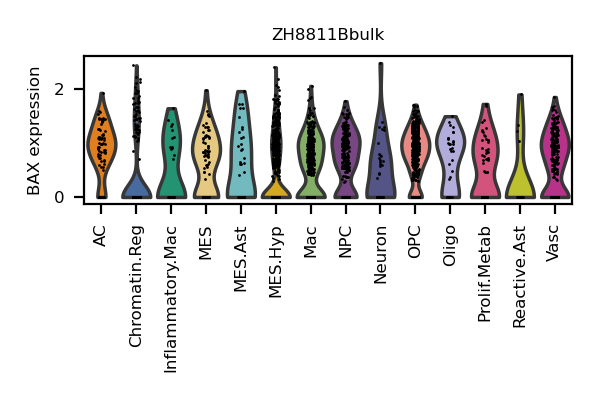 ZH8811Bbulk
BAX expression
2
0
AC
Chromatin.Reg
Inflammatory.Mac
MES
MES.Ast
MES.Hyp
Mac
NPC
Neuron
OPC
Oligo
Prolif.Metab
Reactive.Ast
Vasc